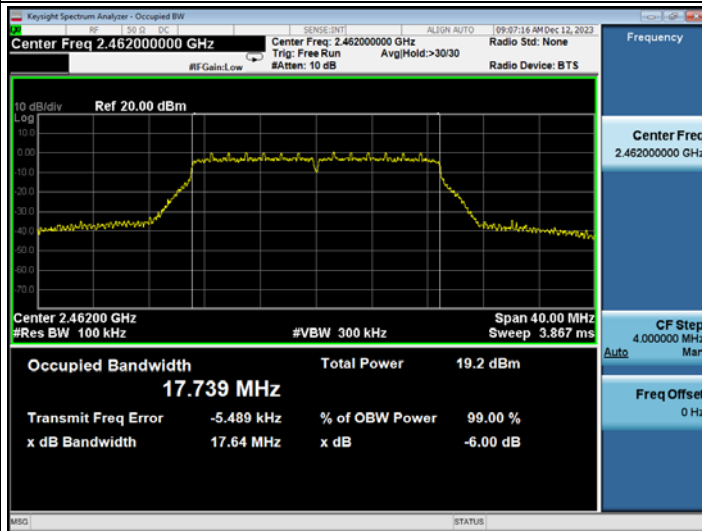 Keysight Spectrum Analyzer - Occupied BW
RF 50 Ω DC SENSE:INT ALIGN AUTO 09:07:16 AM Dec 12, 2023
Center Freq 2.462000000 GHz
Center Freq: 2.462000000 GHz
Radio Std: None
Trig: Free Run Avg|Hold:>30/30
#IFGain:Low
#Atten: 10 dB
Radio Device: BTS
10 dB/div Ref 20.00 dBm
Log
10.0
0.00
-10.0
-20.0
-30.0
-40.0
-50.0
-60.0
-70.0
Center 2.46200 GHz
Span 40.00 MHz
#Res BW 100 kHz
#VBW 300 kHz
Sweep 3.867 ms
Occupied Bandwidth
Total Power 19.2 dBm
17.739 MHz
Transmit Freq Error -5.489 kHz
% of OBW Power 99.00 %
x dB Bandwidth 17.64 MHz
x dB -6.00 dB
MSG
STATUS
Frequency
Center Freq
2.462000000 GHz
CF Step
4.000000 MHz
Auto Man
Freq Offset
0 Hz